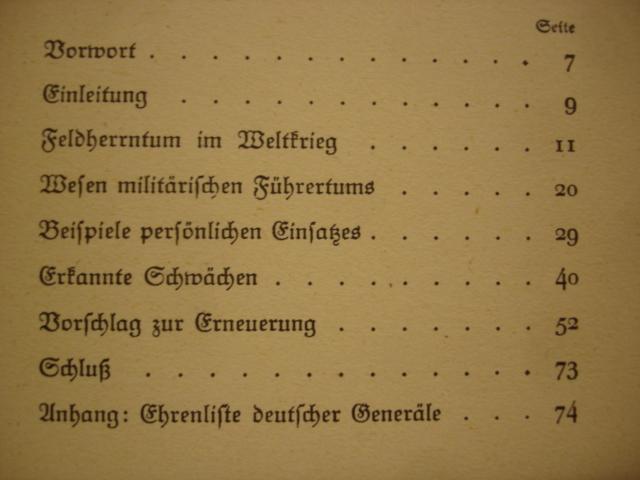 Seite
Vorwort . . . . . . . . . . . . . 7
Einleitung . . . . . . . . . . . . 9
Feldherrntum im Weltkrieg . . . . . . 11
Wesen militärischen Führertums . . . . . 20
Beispiele persönlichen Einsatzes . . . . . . 29
Erkannte Schwächen . . . . . . . . . 40
Vorschlag zur Erneuerung . . . . . . . 52
Schluß . . . . . . . . . . . . . 73
Anhang: Ehrenliste deutscher Generäle . . . 74